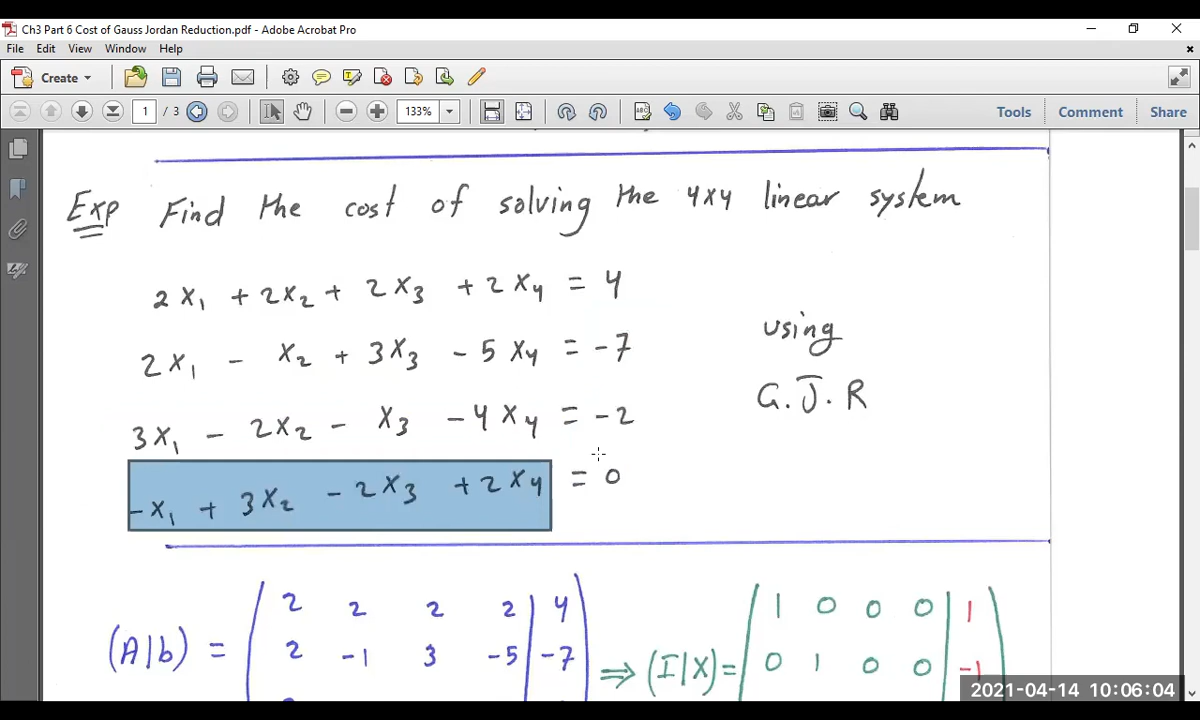 Ch3 Part 6 Cost of Gauss Jordan Reduction.pdf - Adobe Acrobat Pro
File Edit View Window Help
Create
1 / 3 133% Tools Comment Share
Exp Find the cost of solving the 4x4 linear system
2x₁ + 2x₂ + 2x₃ + 2x₄ = 4
2x₁ - x₂ + 3x₃ - 5x₄ = -7
using
G.J.R
3x₁ - 2x₂ - x₃ - 4x₄ = -2
-x₁ + 3x₂ - 2x₃ + 2x₄ = 0
2 2 2 2 | 4
1 0 0 0 | 1
(A|b) = 2 -1 3 -5 | -7 ⇒ (I|X) = 0 1 0 0 | -1
2021-04-14 10:06:04